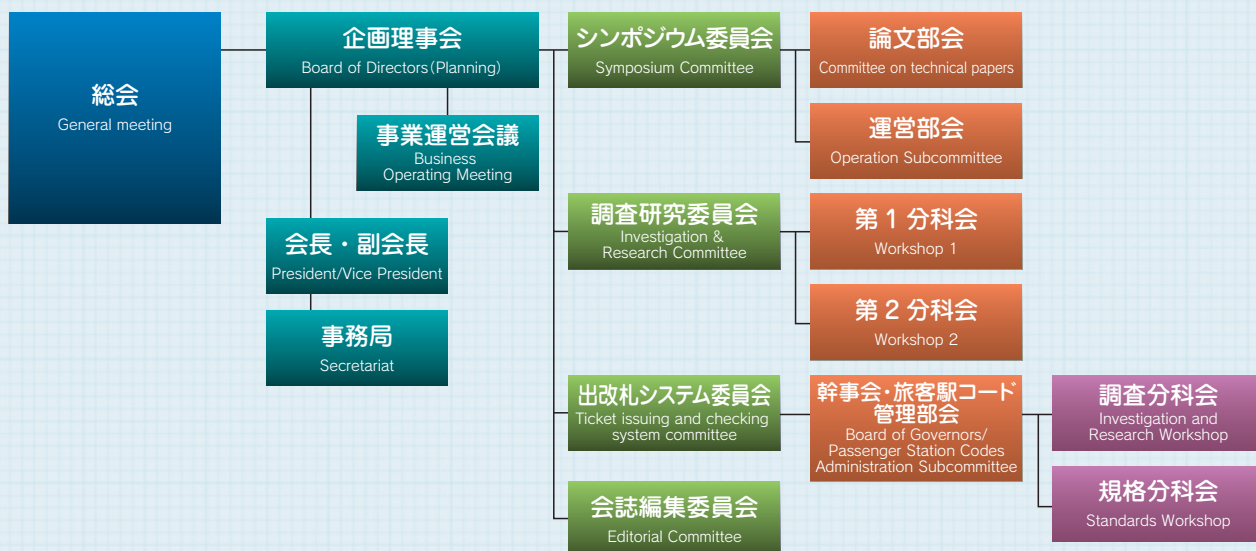 総会
General meeting
企画理事会
Board of Directors(Planning)
事業運営会議
Business
Operating Meeting
会長・副会長
President/Vice President
事務局
Secretariat
シンポジウム委員会
Symposium Committee
論文部会
Committee on technical papers
運営部会
Operation Subcommittee
調査研究委員会
Investigation &
Research Committee
第1分科会
Workshop 1
第2分科会
Workshop 2
出改札システム委員会
Ticket issuing and checking
system committee
幹事会・旅客駅コード
管理部会
Board of Governors/
Passenger Station Codes
Administration Subcommittee
調査分科会
Investigation and
Research Workshop
規格分科会
Standards Workshop
会誌編集委員会
Editorial Committee